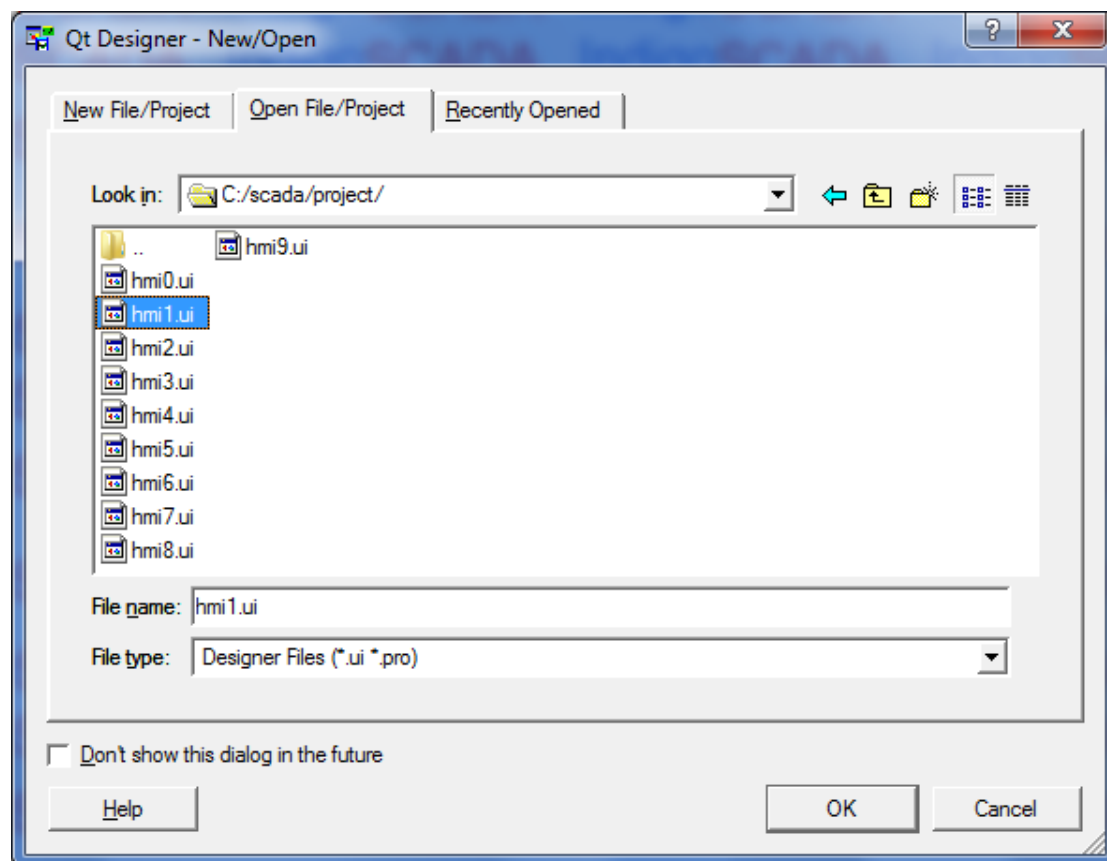 Qt Designer - New/Open
New File/Project Open File/Project Recently Opened
Look in: C:/scada/project/
.. hmi9.ui
hmi0.ui
hmi1.ui
hmi2.ui
hmi3.ui
hmi4.ui
hmi5.ui
hmi6.ui
hmi7.ui
hmi8.ui
File name: hmi1.ui
File type: Designer Files (*.ui *.pro)
Don't show this dialog in the future
Help OK Cancel